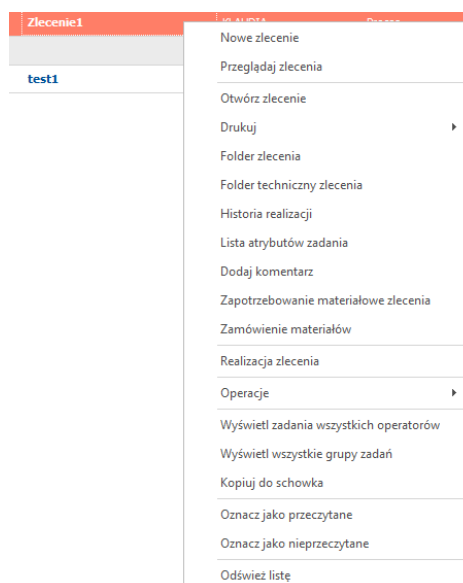 Zlecenie1
Nowe zlecenie
Przeglądaj zlecenia
test1
Otwórz zlecenie
Drukuj
Folder zlecenia
Folder techniczny zlecenia
Historia realizacji
Lista atrybutów zadania
Dodaj komentarz
Zapotrzebowanie materiałowe zlecenia
Zamówienie materiałów
Realizacja zlecenia
Operacje
Wyświetl zadania wszystkich operatorów
Wyświetl wszystkie grupy zadań
Kopiuj do schowka
Oznacz jako przeczytane
Oznacz jako nieprzeczytane
Odśwież listę